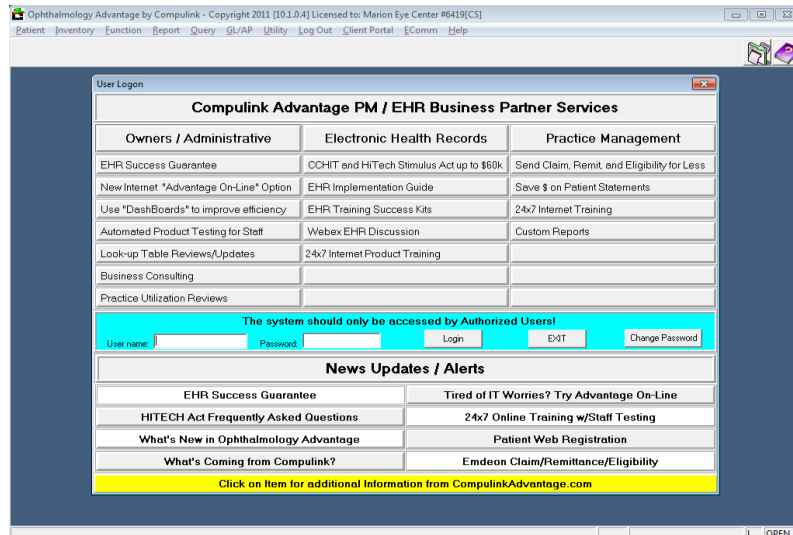 Ophthalmology Advantage by Compulink - Copyright 2011 [10.1.0.4] Licensed to: Marion Eye Center #6419[CS]
Patient Inventory Function Report Query GL/AP Utility Log Out Client Portal EComm Help
User Logon
Compulink Advantage PM / EHR Business Partner Services
Owners / Administrative Electronic Health Records Practice Management
EHR Success Guarantee CCHIT and HiTech Stimulus Act up to $60k Send Claim, Remit, and Eligibility for Less
New Internet "Advantage On-Line" Option EHR Implementation Guide Save $ on Patient Statements
Use "DashBoards" to improve efficiency EHR Training Success Kits 24x7 Internet Training
Automated Product Testing for Staff Webex EHR Discussion Custom Reports
Look-up Table Reviews/Updates 24x7 Internet Product Training
Business Consulting
Practice Utilization Reviews
The system should only be accessed by Authorized Users!
User name: Password: Login EXIT Change Password
News Updates / Alerts
EHR Success Guarantee Tired of IT Worries? Try Advantage On-Line
HITECH Act Frequently Asked Questions 24x7 Online Training w/Staff Testing
What's New in Ophthalmology Advantage Patient Web Registration
What's Coming from Compulink? Emdeon Claim/Remittance/Eligibility
Click on Item for additional Information from CompulinkAdvantage.com
OPEN